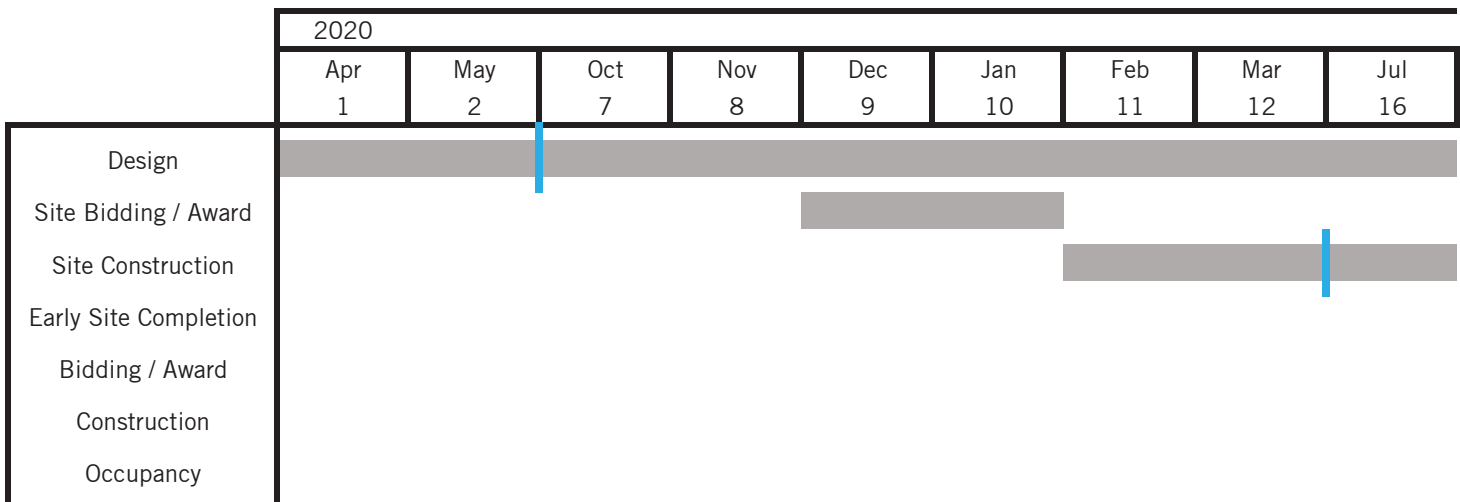 2020
Apr May Oct Nov Dec Jan Feb Mar Jul
1 2 7 8 9 10 11 12 16
Design
Site Bidding / Award
Site Construction
Early Site Completion
Bidding / Award
Construction
Occupancy